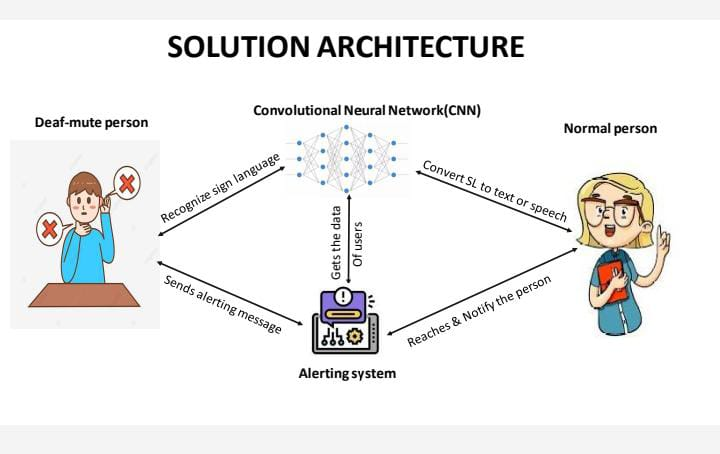 SOLUTION ARCHITECTURE
Convolutional Neural Network(CNN)
Deaf-mute person
Normal person
Recognize sign language
Convert SL to text or speech
Gets the data
Of users
Sends alerting message
Reaches & Notify the person
Alerting system